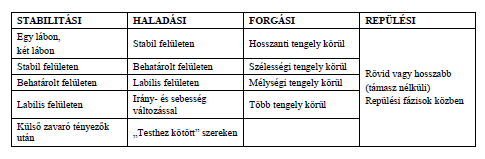 STABILITÁSI HALADÁSI FORGÁSI REPÜLÉSI
Egy lábon,
két lábon Stabil felületen Hosszanti tengely körül
Stabil felületen Behatárolt felületen Szélességi tengely körül
Behatárolt felületen Labilis felületen Mélységi tengely körül
Labilis felületen Irány- és sebesség
változással Több tengely körül
Külső zavaró tényezők
után „Testhez kötött” szereken
Rövid vagy hosszabb
(támasz nélküli)
Repülési fázisok közben